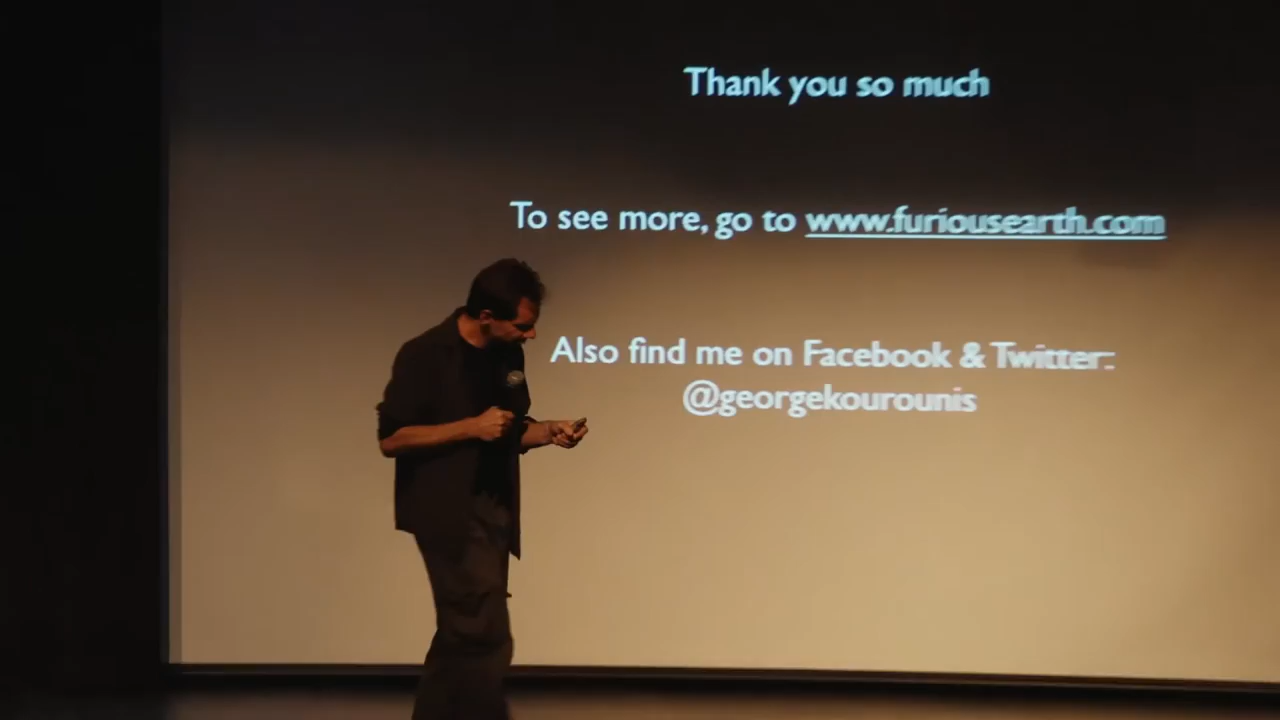 Thank you so much
To see more, go to www.furiousearth.com
Also find me on Facebook & Twitter:
@georgekourounis